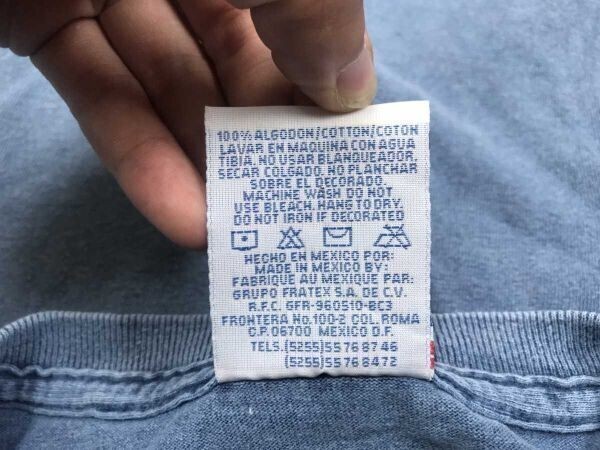 100% ALGODON/COTTON/COTON
LAVAR EN MAQUINA CON AGUA
TIBIA. NO USAR BLANQUEADOR.
SECAR COLGADO. NO PLANCHAR
SOBRE EL DECORADO.
MACHINE WASH DO NOT
USE BLEACH. HANG TO DRY.
DO NOT IRON IF DECORATED
HECHO EN MEXICO POR:
MADE IN MEXICO BY:
FABRIQUE AU MEXIQUE PAR:
GRUPO FRATEX S.A. DE C.V.
R.F.C. GFR-960510-BC3
FRONTERA No.100-2 COL. ROMA
C.P. 06700 MEXICO D.F.
TELS. (5255) 55 76 87 46
(5255) 55 76 84 72